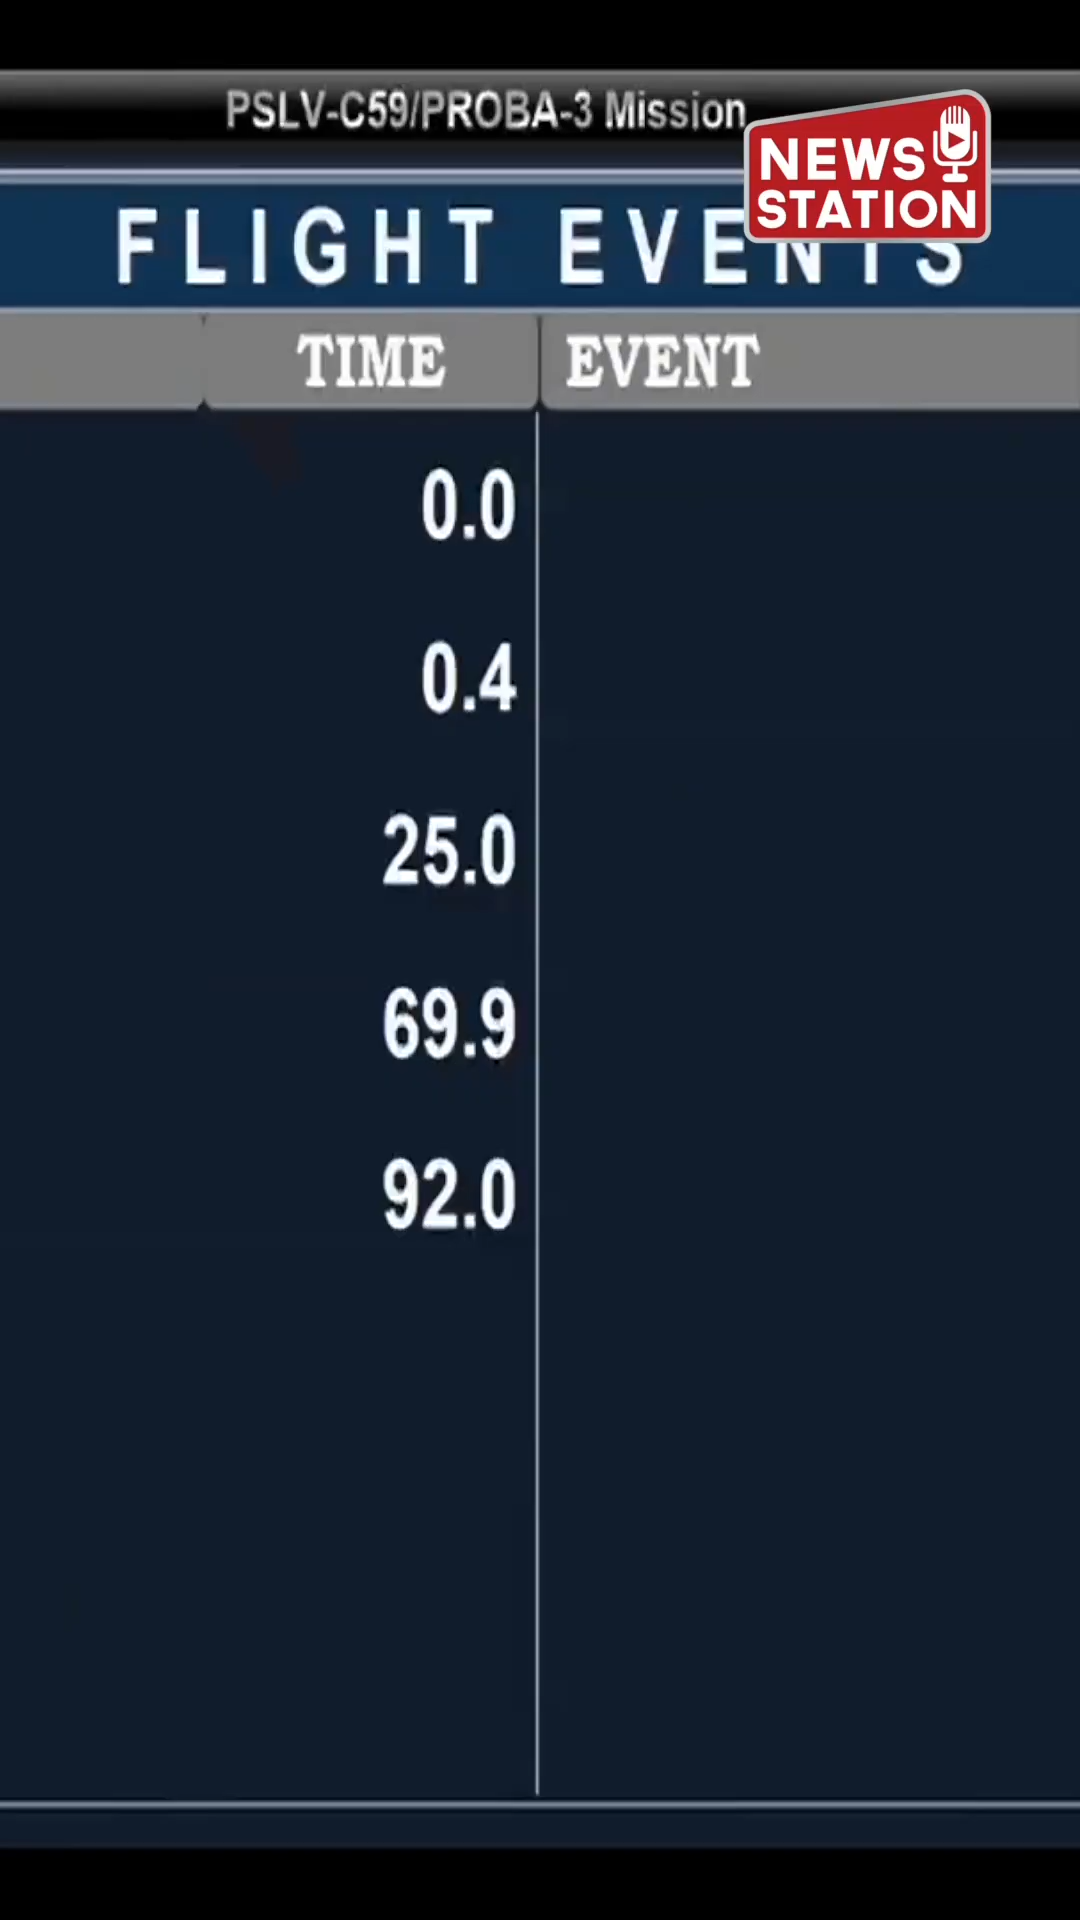 PSLV-C59/PROBA-3 Mission
NEWS
STATION
FLIGHT EVENTS
TIME EVENT
0.0
0.4
25.0
69.9
92.0